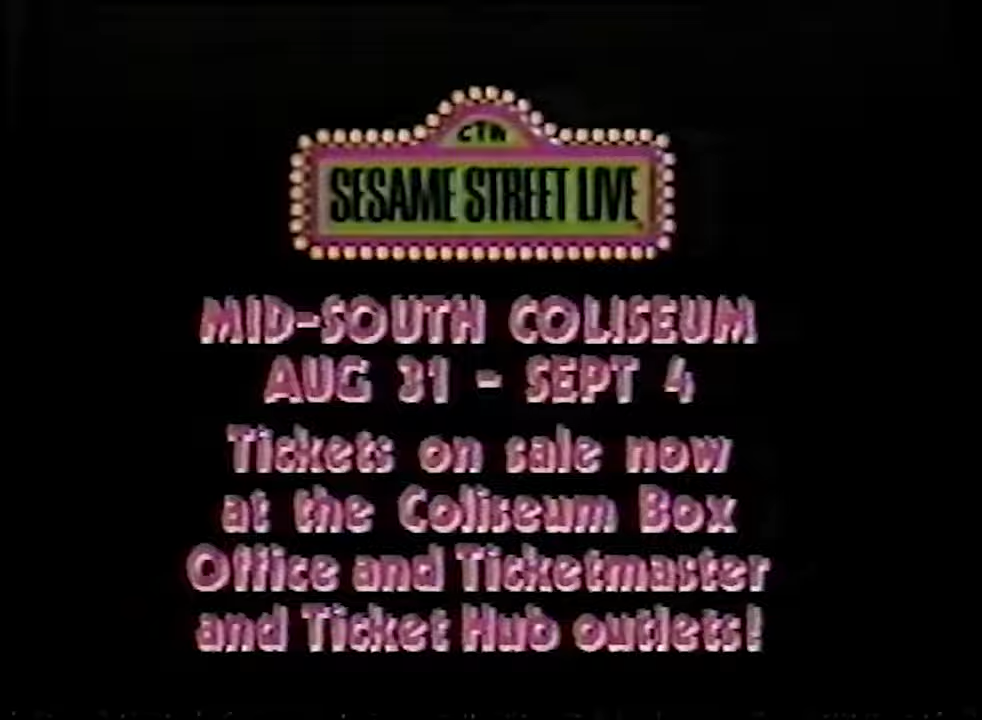 CTW
SESAME STREET LIVE
MID-SOUTH COLISEUM
AUG 31 - SEPT 4
Tickets on sale now
at the Coliseum Box
Office and Ticketmaster
and Ticket Hub outlets!